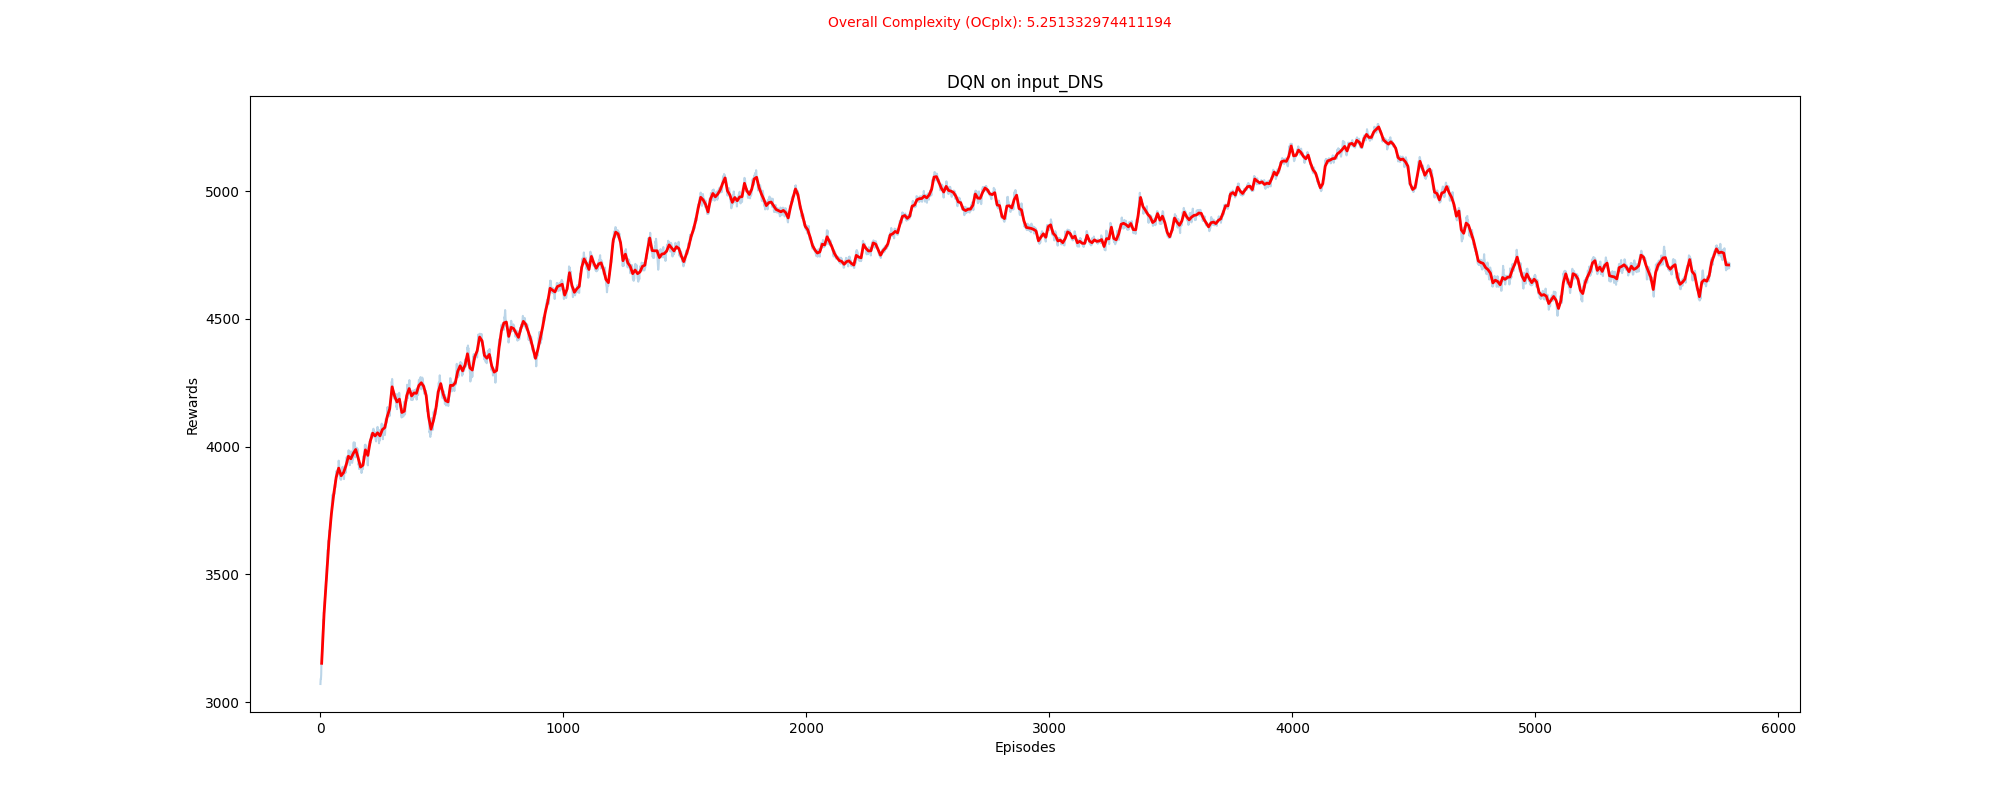 Overall Complexity (OCplx): 5.251332974411194
DQN on input_DNS
Rewards
5000
4500
4000
3500
3000
0 1000 2000 3000 4000 5000 6000
Episodes